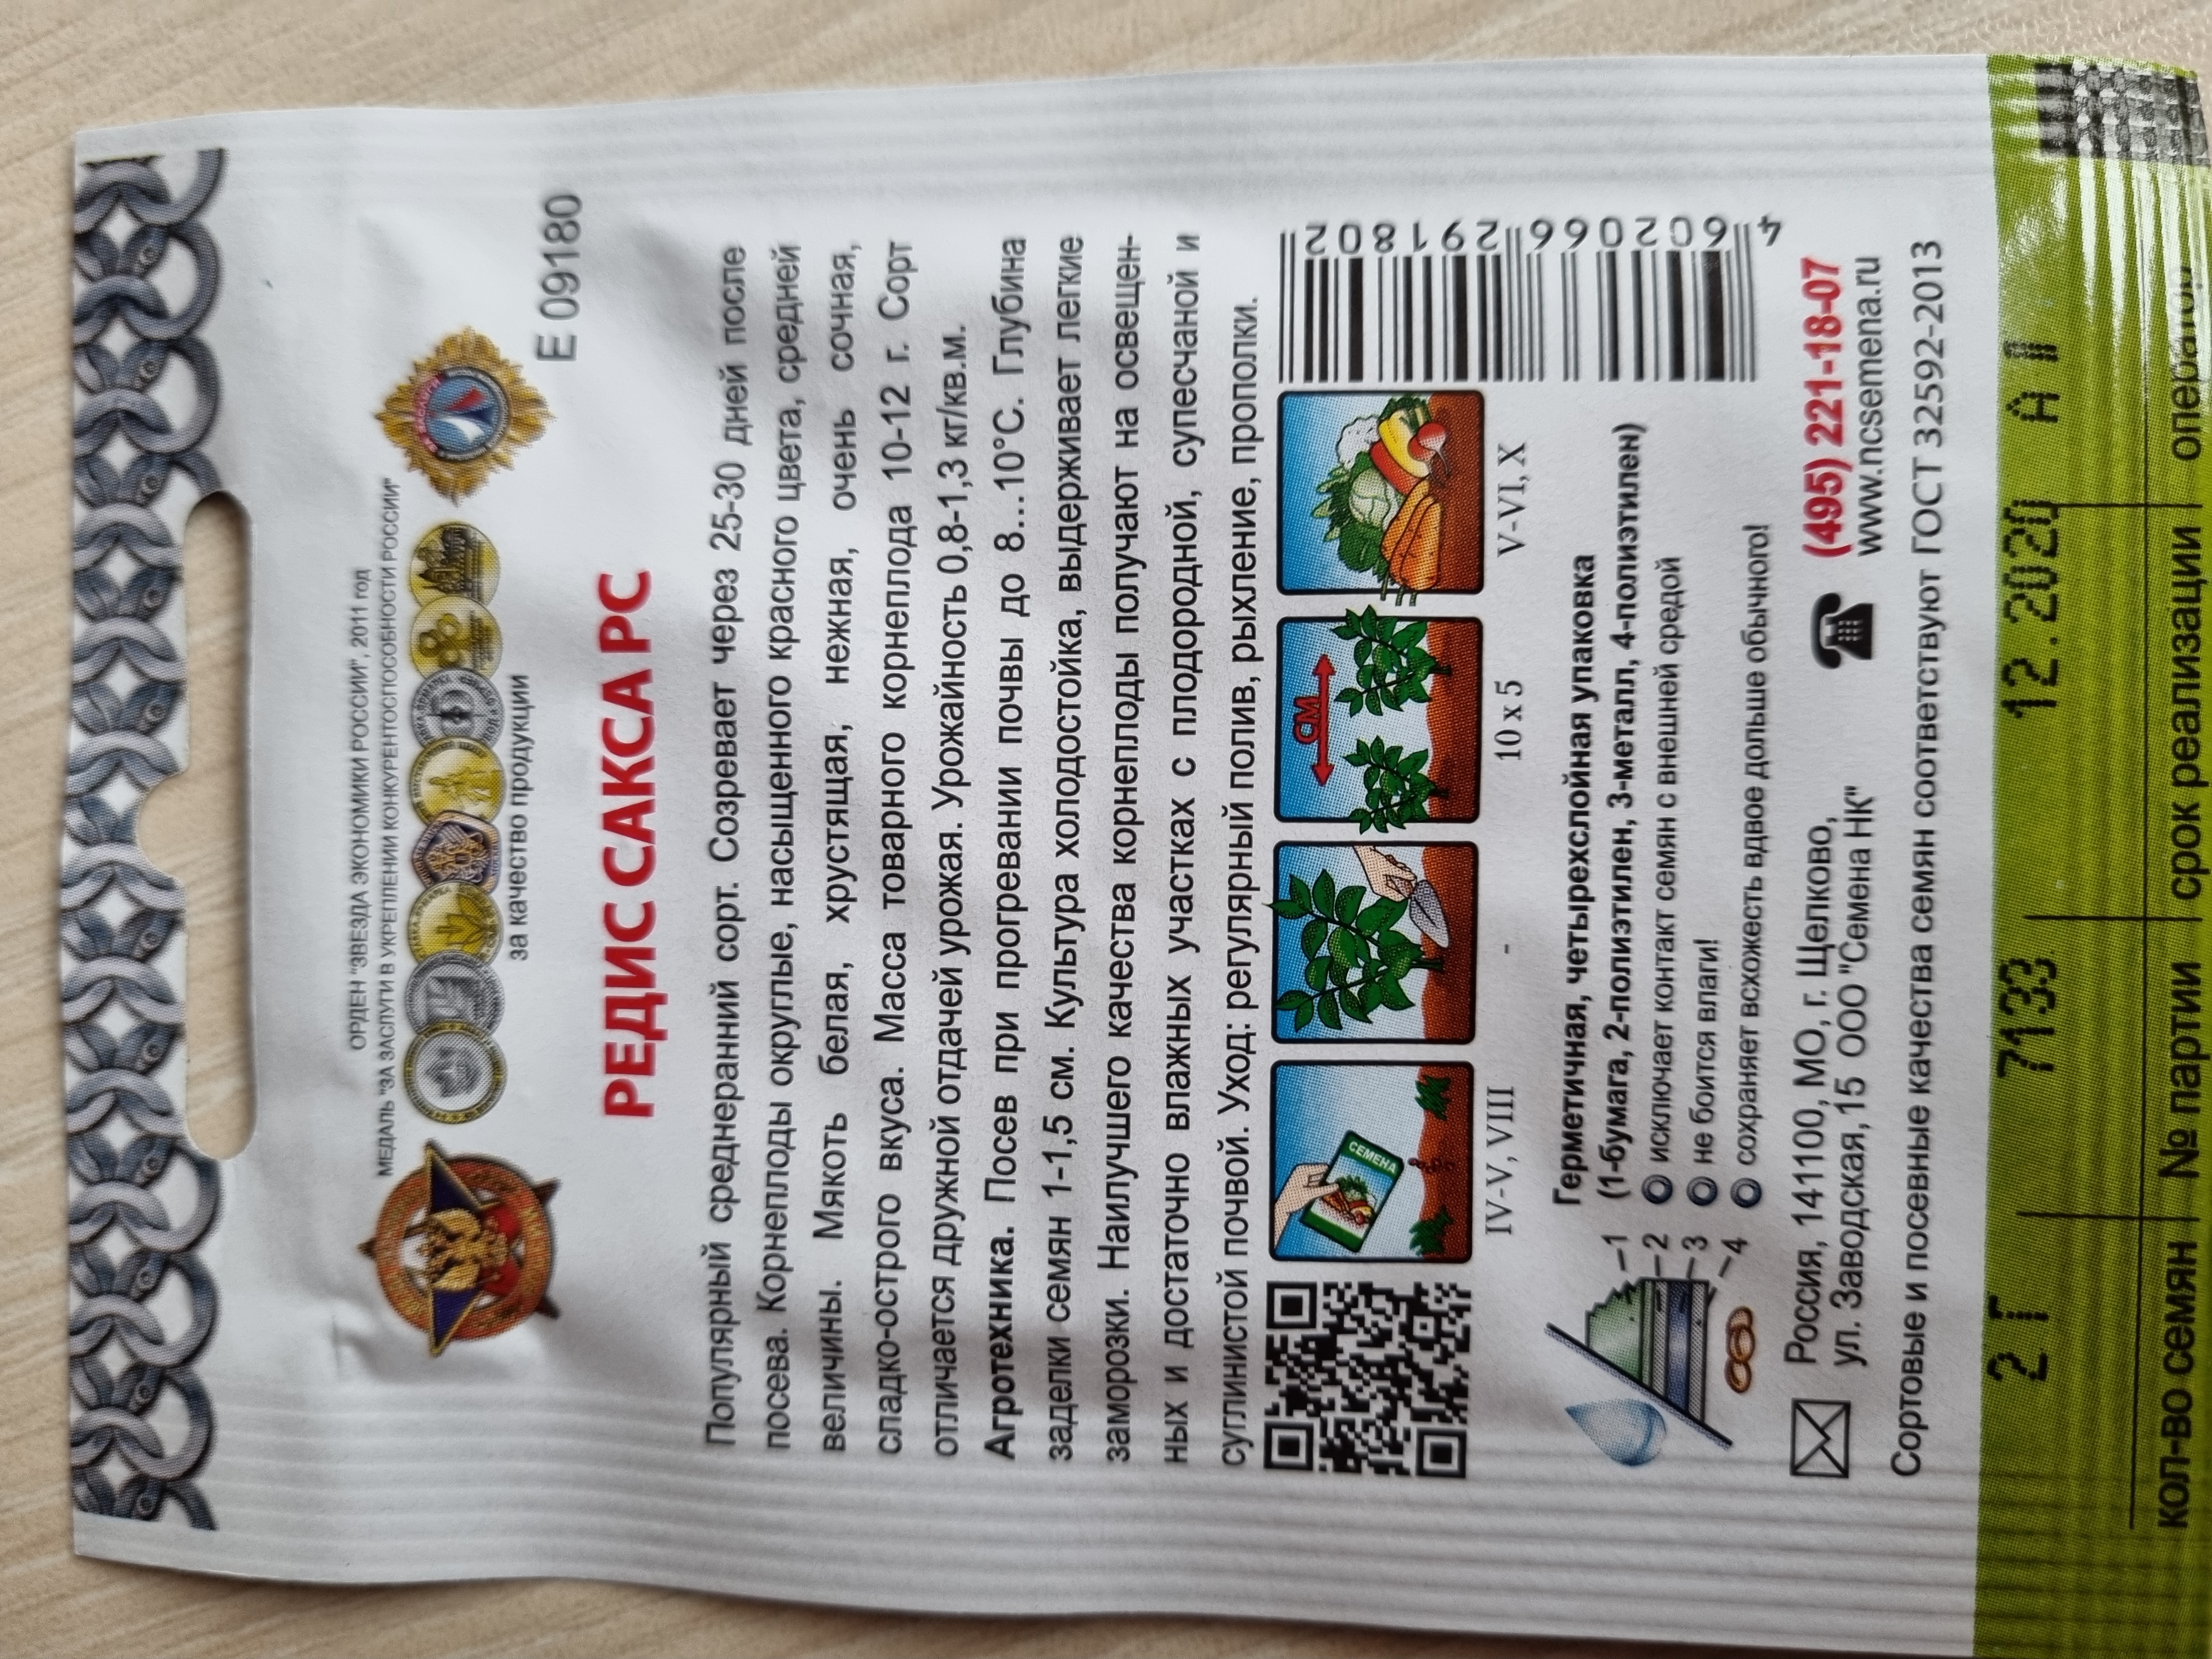 ОРДЕН "ЗВЕЗДА ЭКОНОМИКИ РОССИИ", 2011 год
МЕДАЛЬ "ЗА ЗАСЛУГИ В УКРЕПЛЕНИИ КОНКУРЕНТОСПОСОБНОСТИ РОССИИ"
за качество продукции
Е 09180
РЕДИС САКСА РС
Популярный среднеранний сорт. Созревает через 25-30 дней после
посева. Корнеплоды округлые, насыщенного красного цвета, средней
величины. Мякоть белая, хрустящая, нежная, очень сочная,
сладко-острого вкуса. Масса товарного корнеплода 10-12 г. Сорт
отличается дружной отдачей урожая. Урожайность 0,8-1,3 кг/кв.м.
Агротехника. Посев при прогревании почвы до 8...10°С. Глубина
заделки семян 1-1,5 см. Культура холодостойка, выдерживает легкие
заморозки. Наилучшего качества корнеплоды получают на освещен-
ных и достаточно влажных участках с плодородной, супесчаной и
суглинистой почвой. Уход: регулярный полив, рыхление, прополки.
СЕМЕНА
СМ
IV-V, VIII
-
10 х 5
V-VI, X
4 602066 291802
Герметичная, четырехслойная упаковка
(1-бумага, 2-полиэтилен, 3-металл, 4-полиэтилен)
исключает контакт семян с внешней средой
не боится влаги!
сохраняет всхожесть вдвое дольше обычного!
1
2
3
4
Россия, 141100, МО, г. Щелково,
ул. Заводская, 15 ООО "Семена НК"
(495) 221-18-07
www.ncsemena.ru
Сортовые и посевные качества семян соответствуют ГОСТ 32592-2013
2Г 7133 12.2020 А1
кол-во семян № партии срок реализации оператор